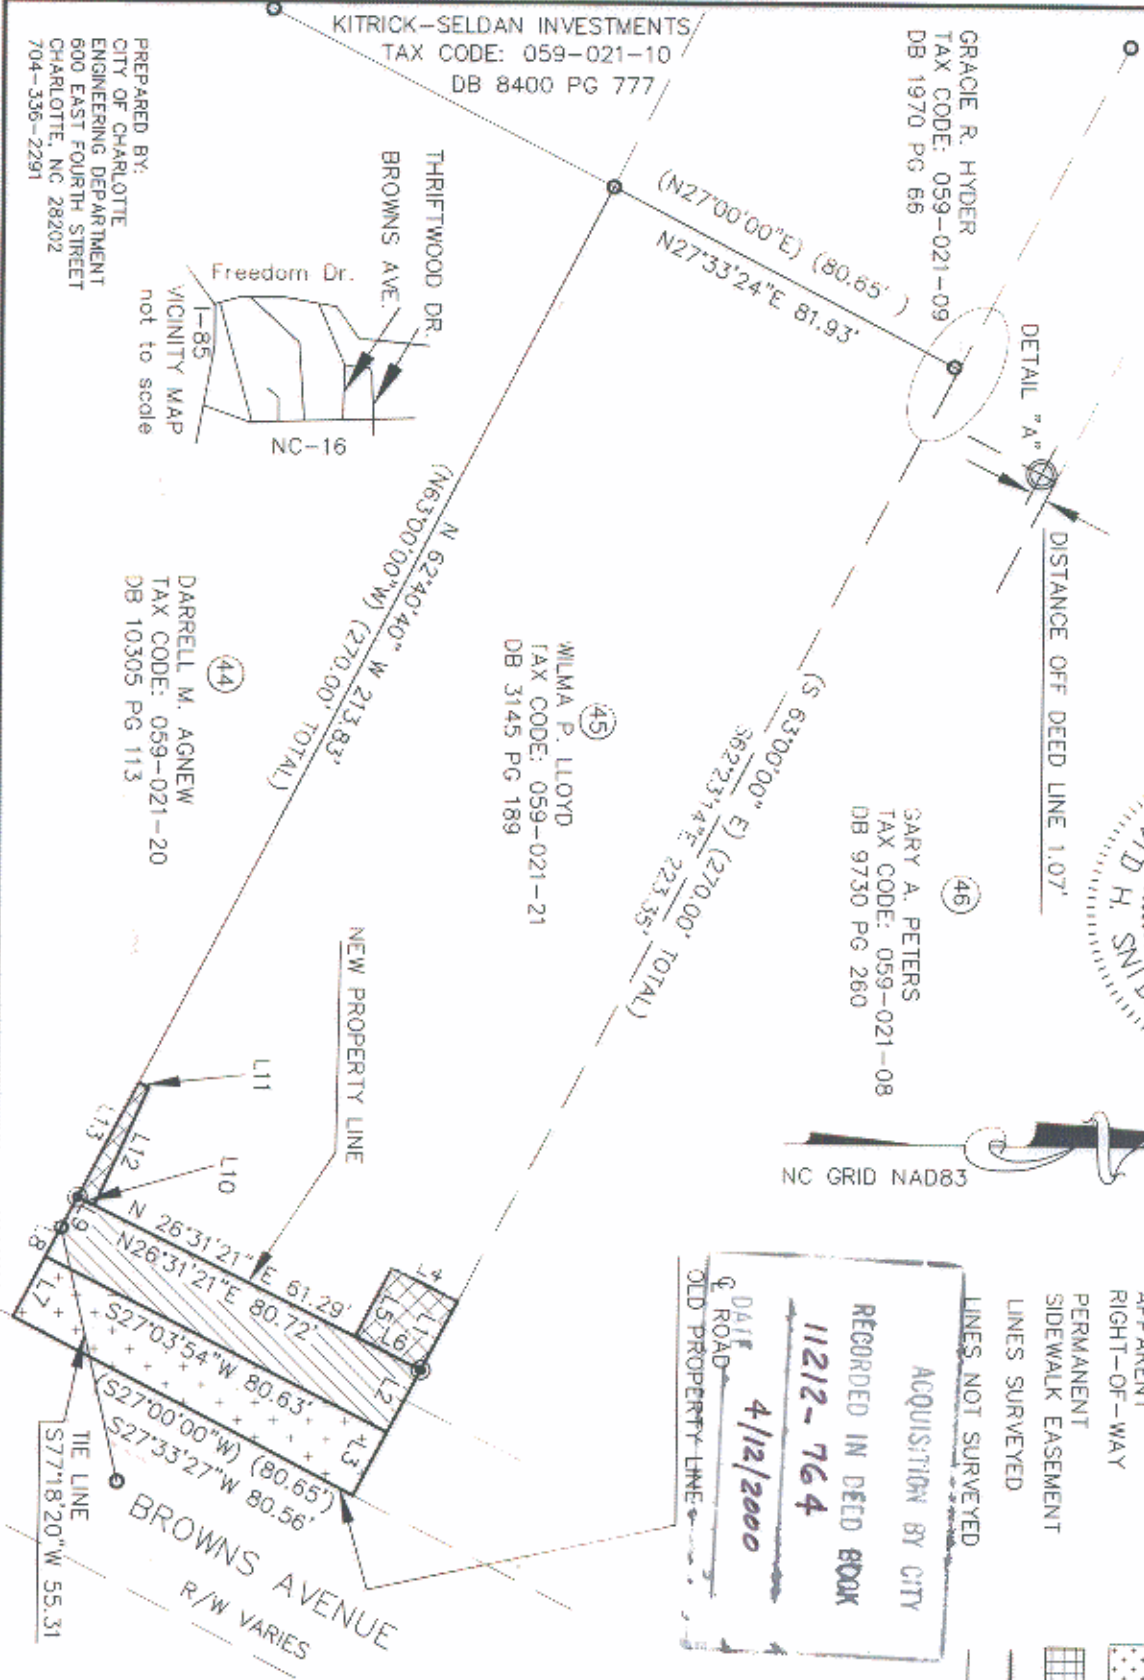 KITRICK-SELDAN INVESTMENTS
TAX CODE: 059-021-10
DB 8400 PG 777
GRACIE R. HYDER
TAX CODE: 059-021-09
DB 1970 PG 66
(N27°00'00"E) (80.65' )
N27°33'24"E 81.93'
DETAIL "A"
DISTANCE OFF DEED LINE 1.07'
D H. SNI
PREPARED BY:
CITY OF CHARLOTTE
ENGINEERING DEPARTMENT
600 EAST FOURTH STREET
CHARLOTTE, NC 28202
704-336-2291
THRIFTWOOD DR.
BROWNS AVE.
Freedom Dr.
I-85
NC-16
VICINITY MAP
not to scale
N 62°40'40" W 213.83'
(N63°00'00"W) (270.00' TOTAL)
(S 63°00'00" E) (270.00' TOTAL)
S62°23'14"E 223.35'
44
DARRELL M. AGNEW
TAX CODE: 059-021-20
DB 10305 PG 113
45
WILMA P. LLOYD
TAX CODE: 059-021-21
DB 3145 PG 189
46
GARY A. PETERS
TAX CODE: 059-021-08
DB 9730 PG 260
NC GRID NAD83
NEW PROPERTY LINE
L11
L13
L12
L10
L9
L8
L7
L4
L5
L1
L6
L2
L3
N 26°31'21"E 61.29'
N26°31'21"E 80.72'
S27°03'54"W 80.63'
(S27°00'00"W) (80.65')
S27°33'27"W 80.56'
TIE LINE
S77°18'20"W 55.31
BROWNS AVENUE
R/W VARIES
APPARENT
RIGHT-OF-WAY
PERMANENT
SIDEWALK EASEMENT
LINES SURVEYED
LINES NOT SURVEYED
ACQUISITION BY CITY
RECORDED IN DEED BOOK
11212-764
DATE 4/12/2000
℄ ROAD
OLD PROPERTY LINE